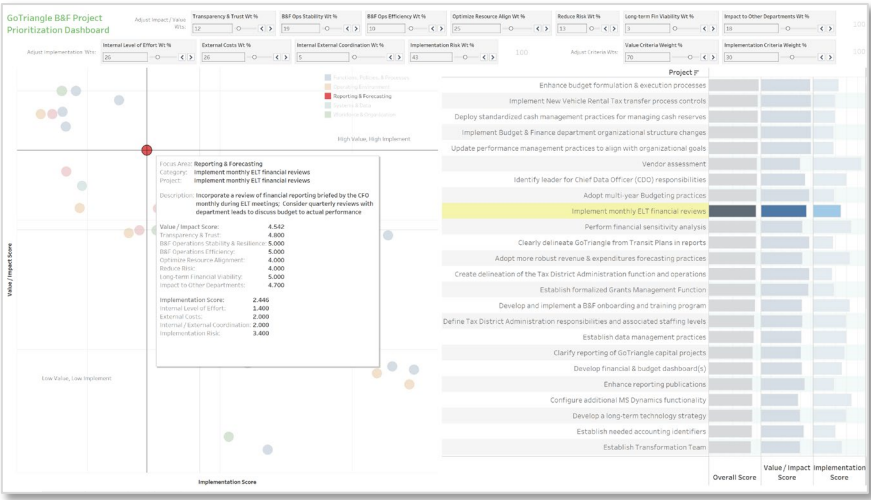 GoTriangle B&F Project
Prioritization Dashboard
Adjust Impact / Value
Wts:
Transparency & Trust Wt %
12
B&F Ops Stability Wt %
B&F Ops Efficiency Wt %
10
Optimize Resource Align Wt %
25
Reduce Risk Wt %
13
Long-term Fin Viability Wt %
Impact to Other Departments Wt %
10
100
Adjust Implementation Wts:
Internal Level of Effort Wt %
26
External Costs Wt %
26
Internal External Coordination Wt %
5
Implementation Risk Wt %
43
100
Adjust Criteria Wts:
Value Criteria Weight %
70
Implementation Criteria Weight %
30
100
Reporting & Forecasting
High Value, High Implement
Focus Area: Reporting & Forecasting
Category: Implement monthly ELT financial reviews
Project: Implement monthly ELT financial reviews
Description: Incorporate a review of financial reporting briefed by the CFO
monthly during ELT meetings; Consider quarterly reviews with
department leads to discuss budget to actual performance
Value / Impact Score: 4.542
Transparency & Trust: 4.800
B&F Operations Stability & Resilience: 5.000
B&F Operations Efficiency: 5.000
Optimize Resource Alignment: 4.000
Reduce Risk: 4.000
Long-term Financial Viability: 5.000
Impact to Other Departments: 4.700
Implementation Score: 2.446
Internal Level of Effort: 1.400
External Costs: 2.000
Internal / External Coordination: 2.000
Implementation Risk: 3.400
Low Value, Low Implement
Value / Impact Score
Implementation Score
Project
Enhance budget formulation & execution processes
Implement New Vehicle Rental Tax transfer process controls
Deploy standardized cash management practices for managing cash reserves
Implement Budget & Finance department organizational structure changes
Update performance management practices to align with organizational goals
Vendor assessment
Identify leader for Chief Data Officer (CDO) responsibilities
Adopt multi-year Budgeting practices
Implement monthly ELT financial reviews
Perform financial sensitivity analysis
Clearly delineate GoTriangle from Transit Plans in reports
Adopt more robust revenue & expenditures forecasting practices
Create delineation of the Tax District Administration function and operations
Establish formalized Grants Management Function
Develop and implement a B&F onboarding and training program
Define Tax District Administration responsibilities and associated staffing levels
Establish data management practices
Clarify reporting of GoTriangle capital projects
Develop financial & budget dashboard(s)
Enhance reporting publications
Configure additional MS Dynamics functionality
Develop a long-term technology strategy
Establish needed accounting identifiers
Establish Transformation Team
Overall Score
Value / Impact
Score
Implementation
Score